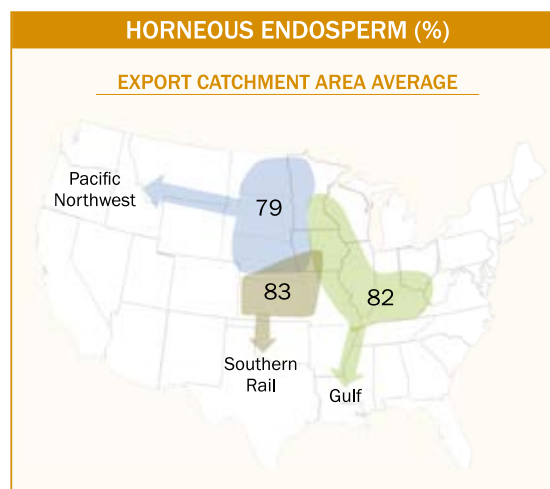 HORNEOUS ENDOSPERM (%)
EXPORT CATCHMENT AREA AVERAGE
Pacific
Northwest
79
83
82
Southern
Rail
Gulf